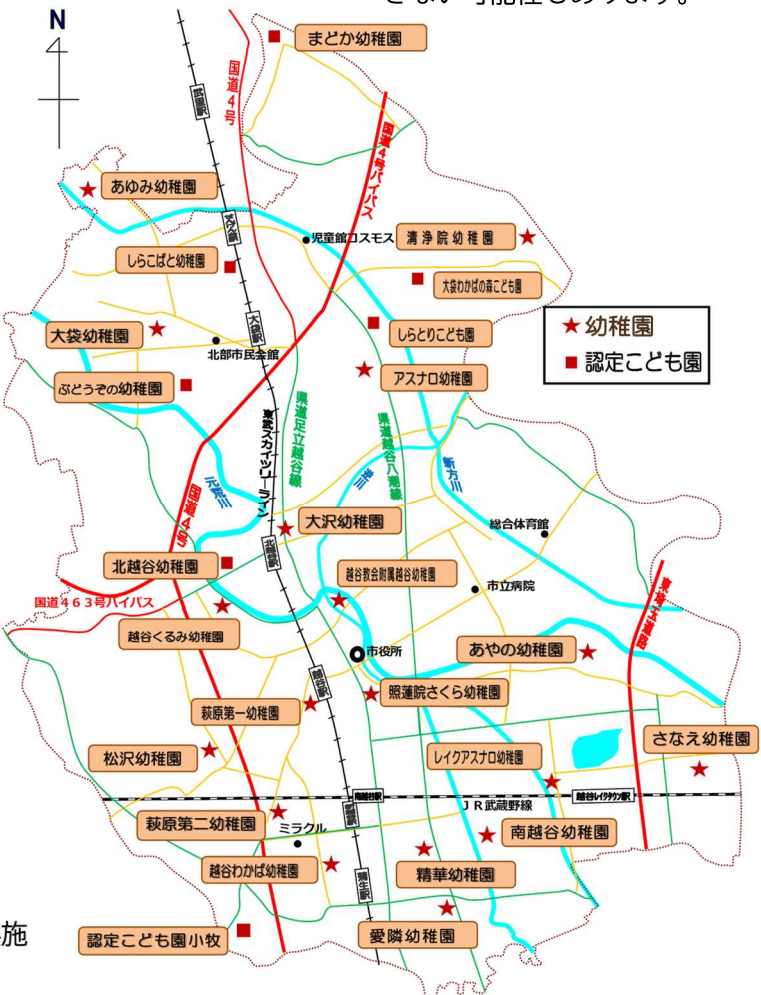 さない可能性もあります。
N
まどか幼稚園
国道4号
武里駅
国道4号バイパス
あゆみ幼稚園
せんげん台駅
児童館コスモス
清浄院幼稚園
しらこばと幼稚園
大袋わかばの森こども園
大袋駅
しらとりこども園
大袋幼稚園
北部市民会館
アスナロ幼稚園
ぶどうぞの幼稚園
★幼稚園
■認定こども園
東武スカイツリーライン
県道足立越谷線
県道越谷八潮線
元荒川
新方川
国道4号
大沢幼稚園
総合体育館
北越谷駅
北越谷幼稚園
越谷教会附属越谷幼稚園
市立病院
国道463号バイパス
越谷くるみ幼稚園
市役所
あやの幼稚園
越谷駅
照蓮院さくら幼稚園
萩原第一幼稚園
松沢幼稚園
レイクアスナロ幼稚園
さなえ幼稚園
南越谷駅
JR武蔵野線
越谷レイクタウン駅
萩原第二幼稚園
ミラクル
南越谷幼稚園
越谷わかば幼稚園
蒲生駅
精華幼稚園
施
認定こども園小牧
愛隣幼稚園